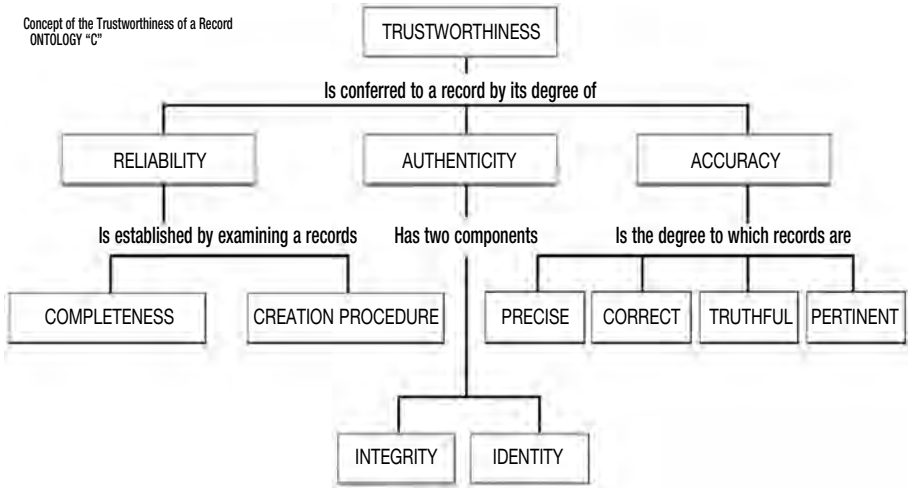 Concept of the Trustworthiness of a Record
ONTOLOGY "C"
TRUSTWORTHINESS
Is conferred to a record by its degree of
RELIABILITY
AUTHENTICITY
ACCURACY
Is established by examining a records
Has two components
Is the degree to which records are
COMPLETENESS
CREATION PROCEDURE
PRECISE
CORRECT
TRUTHFUL
PERTINENT
INTEGRITY
IDENTITY